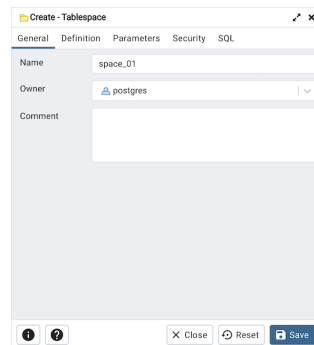 Create - Tablespace
General Definition Parameters Security SQL
Name space_01
Owner postgres
Comment
Close Reset Save